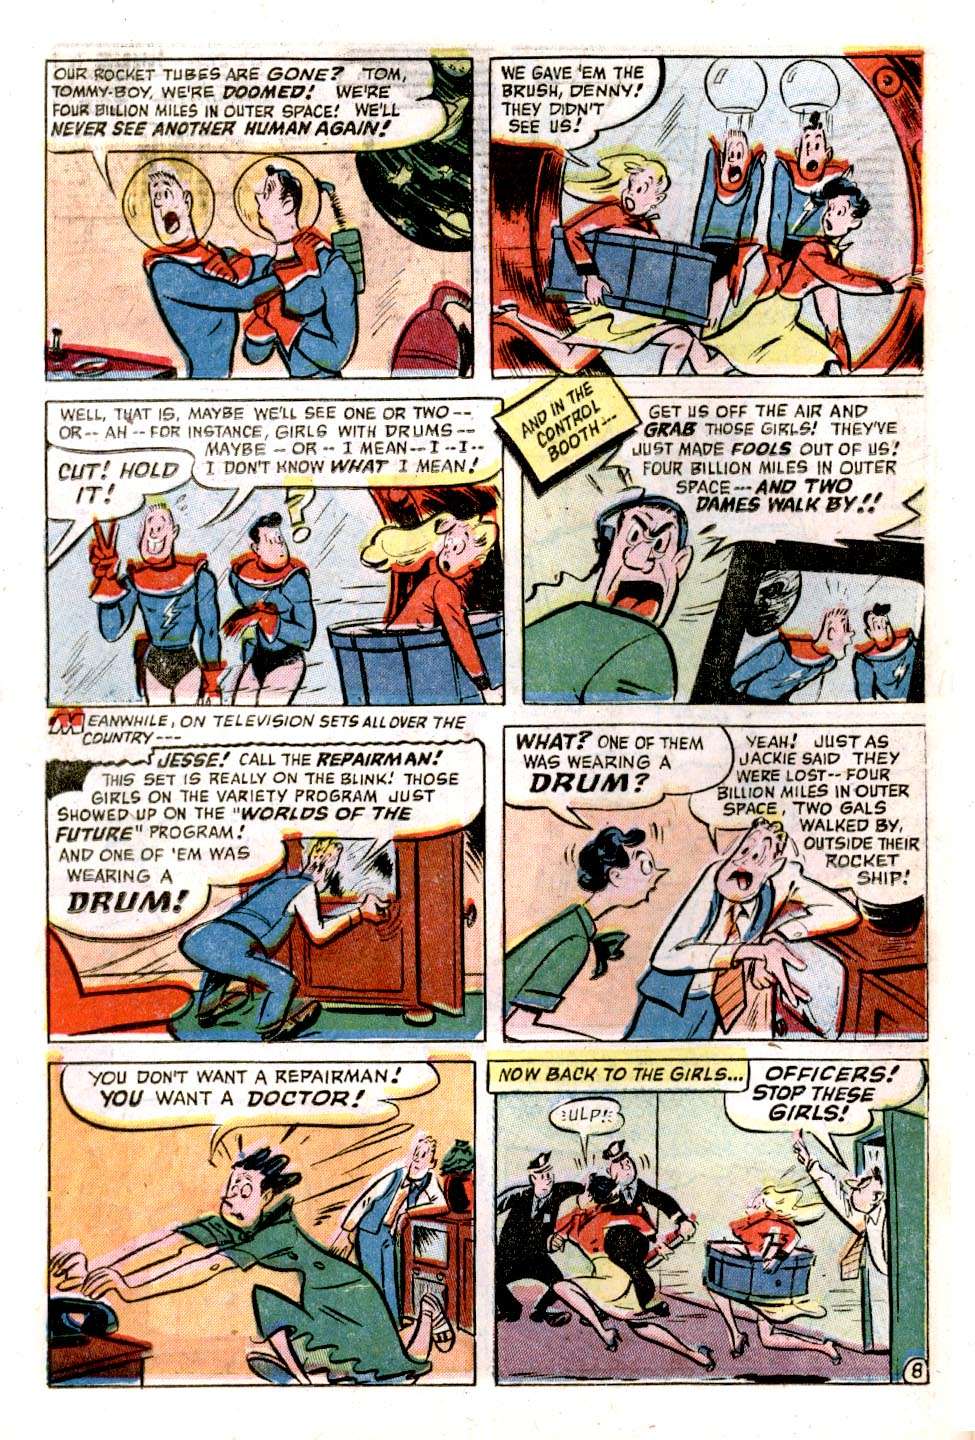 OUR ROCKET TUBES ARE GONE? TOM,
TOMMY-BOY, WE'RE DOOMED! WE'RE
FOUR BILLION MILES IN OUTER SPACE! WE'LL
NEVER SEE ANOTHER HUMAN AGAIN!
WE GAVE 'EM THE
BRUSH, DENNY!
THEY DIDN'T
SEE US!
WELL, THAT IS, MAYBE WE'LL SEE ONE OR TWO--
OR-- AH -- FOR INSTANCE, GIRLS WITH DRUMS--
MAYBE -- OR -- I MEAN--I--I--
I DON'T KNOW WHAT I MEAN!
CUT! HOLD
IT!
?
AND IN THE
CONTROL
BOOTH---
GET US OFF THE AIR AND
GRAB THOSE GIRLS! THEY'VE
JUST MADE FOOLS OUT OF US!
FOUR BILLION MILES IN OUTER
SPACE -- AND TWO
DAMES WALK BY!!
MEANWHILE, ON TELEVISION SETS ALL OVER THE
COUNTRY---
JESSE! CALL THE REPAIRMAN!
THIS SET IS REALLY ON THE BLINK! THOSE
GIRLS ON THE VARIETY PROGRAM JUST
SHOWED UP ON THE "WORLDS OF THE
FUTURE" PROGRAM!
AND ONE OF 'EM WAS
WEARING A
DRUM!
WHAT? ONE OF THEM
WAS WEARING A
DRUM?
YEAH! JUST AS
JACKIE SAID THEY
WERE LOST-- FOUR
BILLION MILES IN OUTER
SPACE, TWO GALS
WALKED BY,
OUTSIDE THEIR
ROCKET
SHIP!
YOU DON'T WANT A REPAIRMAN!
YOU WANT A DOCTOR!
NOW BACK TO THE GIRLS...
OFFICERS!
STOP THESE
GIRLS!
ULP!
8